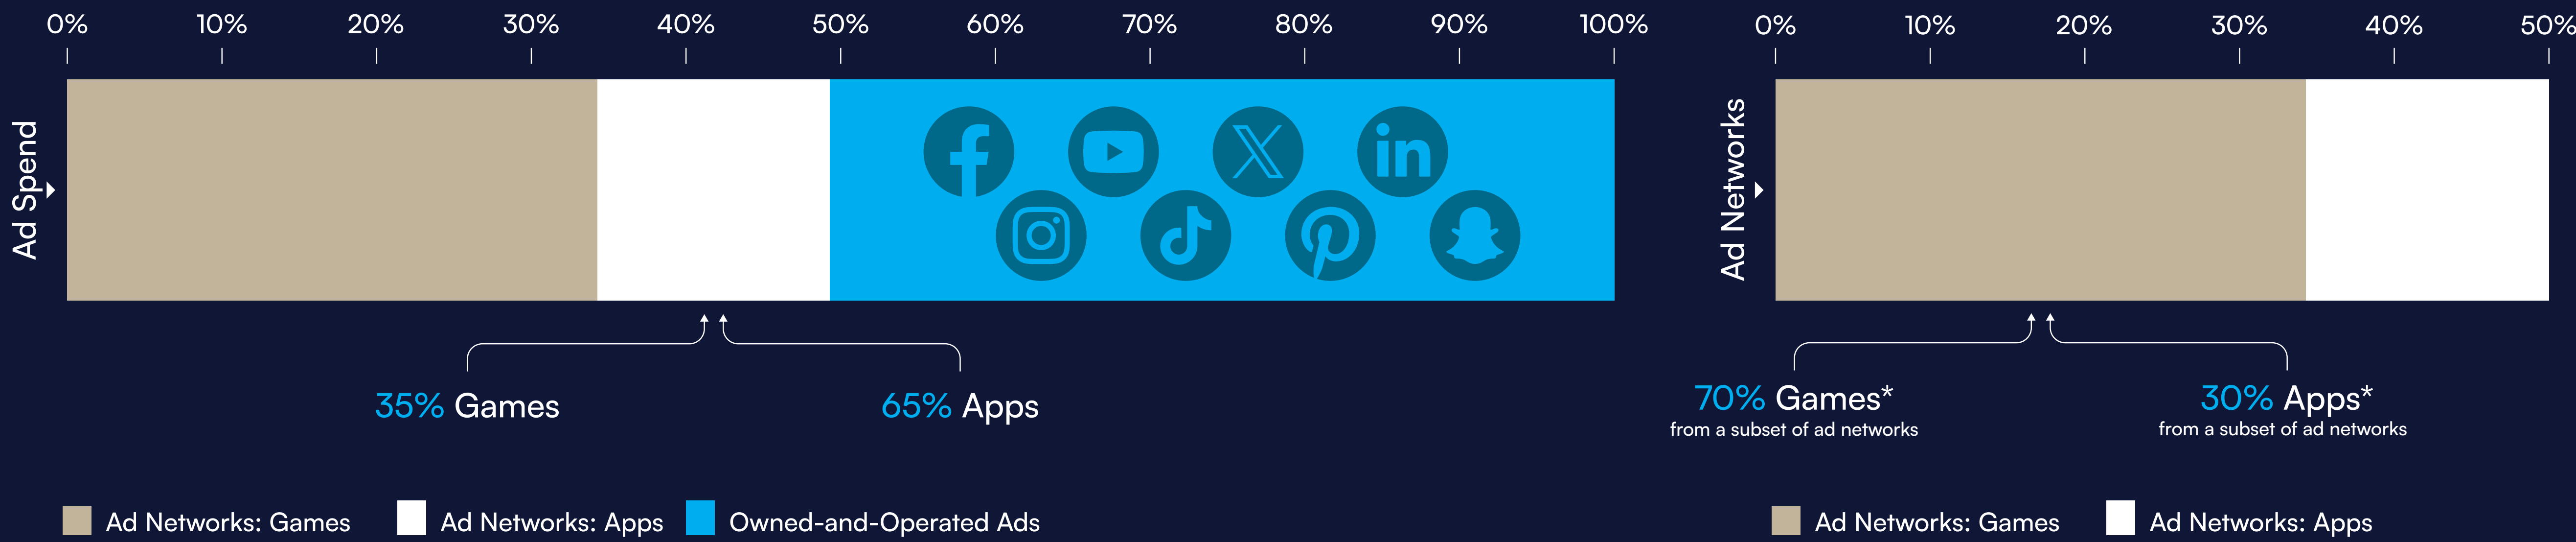 0% 10% 20% 30% 40% 50% 60% 70% 80% 90% 100%
Ad Spend
35% Games
65% Apps
Ad Networks: Games
Ad Networks: Apps
Owned-and-Operated Ads
0% 10% 20% 30% 40% 50%
Ad Networks
70% Games*
from a subset of ad networks
30% Apps*
from a subset of ad networks
Ad Networks: Games
Ad Networks: Apps